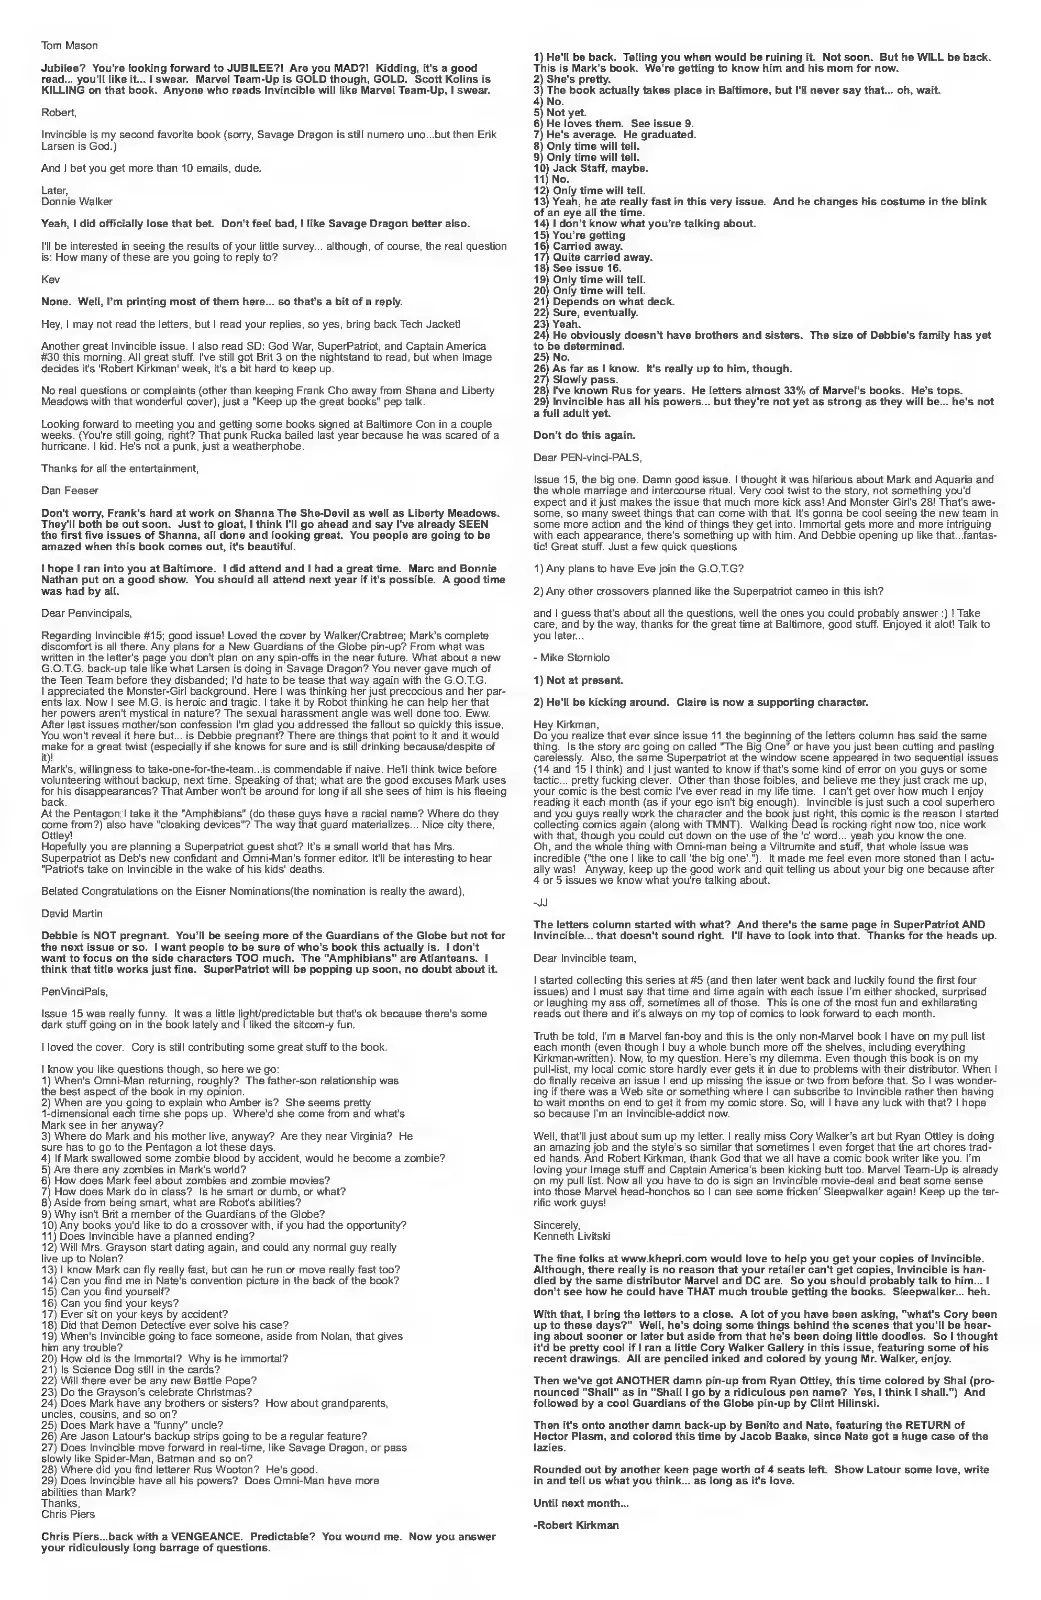 Tom Mason
Jubilee?  You're looking forward to JUBILEE?!  Are you MAD?!  Kidding, it's a good
read... you'll like it... I swear.  Marvel Team-Up is GOLD though, GOLD.  Scott Kolins is
KILLING on that book.  Anyone who reads Invincible will like Marvel Team-Up, I swear.
Robert,
Invincible is my second favorite book (sorry, Savage Dragon is still numero uno...but then Erik
Larsen is God.)
And I bet you get more than 10 emails, dude.
Later,
Donnie Walker
Yeah, I did officially lose that bet.  Don't feel bad, I like Savage Dragon better also.
I'll be interested in seeing the results of your little survey... although, of course, the real question
is: How many of these are you going to reply to?
Kev
None.  Well, I'm printing most of them here... so that's a bit of a reply.
Hey, I may not read the letters, but I read your replies, so yes, bring back Tech Jacket!
Another great Invincible issue. I also read SD: God War, SuperPatriot, and Captain America
#30 this morning. All great stuff. I've still got Brit 3 on the nightstand to read, but when Image
decides it's 'Robert Kirkman' week, it's a bit hard to keep up.
No real questions or complaints (other than keeping Frank Cho away from Shana and Liberty
Meadows with that wonderful cover), just a "Keep up the great books" pep talk.
Looking forward to meeting you and getting some books signed at Baltimore Con in a couple
weeks. (You're still going, right? That punk Rucka bailed last year because he was scared of a
hurricane. I kid. He's not a punk, just a weatherphobe.
Thanks for all the entertainment,
Dan Feeser
Don't worry, Frank's hard at work on Shanna The She-Devil as well as Liberty Meadows.
They'll both be out soon.  Just to gloat, I think I'll go ahead and say I've already SEEN
the first five issues of Shanna, all done and looking great.  You people are going to be
amazed when this book comes out, it's beautiful.
I hope I ran into you at Baltimore.  I did attend and I had a great time.  Marc and Bonnie
Nathan put on a good show.  You should all attend next year if it's possible.  A good time
was had by all.
Dear Penvincipals,
Regarding Invincible #15; good issue! Loved the cover by Walker/Crabtree; Mark's complete
discomfort is all there. Any plans for a New Guardians of the Globe pin-up? From what was
written in the letter's page you don't plan on any spin-offs in the near future. What about a new
G.O.T.G. back-up tale like what Larsen is doing in Savage Dragon? You never gave much of
the Teen Team before they disbanded; I'd hate to be tease that way again with the G.O.T.G.
I appreciated the Monster-Girl background. Here I was thinking her just precocious and her par-
ents lax. Now I see M.G. is heroic and tragic. I take it by Robot thinking he can help her that
her powers aren't mystical in nature? The sexual harassment angle was well done too. Eww.
After last issues mother/son confession I'm glad you addressed the fallout so quickly this issue,
You won't reveal it here but... is Debbie pregnant? There are things that point to it and it would
make for a great twist (especially if she knows for sure and is still drinking because/despite of
it)!
Mark's, willingness to take-one-for-the-team...is commendable if naive. He'll think twice before
volunteering without backup, next time. Speaking of that; what are the good excuses Mark uses
for his disappearances? That Amber won't be around for long if all she sees of him is his fleeing
back.
At the Pentagon; I take it the "Amphibians" (do these guys have a racial name? Where do they
come from?) also have "cloaking devices"? The way that guard materializes... Nice city there,
Ottley!
Hopefully you are planning a Superpatriot guest shot? It's a small world that has Mrs.
Superpatriot as Deb's new confidant and Omni-Man's former editor. It'll be interesting to hear
"Patriot's take on Invincible in the wake of his kids' deaths.
Belated Congratulations on the Eisner Nominations(the nomination is really the award),
David Martin
Debbie is NOT pregnant.  You'll be seeing more of the Guardians of the Globe but not for
the next issue or so.  I want people to be sure of who's book this actually is.  I don't
want to focus on the side characters TOO much.  The "Amphibians" are Atlanteans.  I
think that title works just fine.  SuperPatriot will be popping up soon, no doubt about it.
PenVinciPals,
Issue 15 was really funny.  It was a little light/predictable but that's ok because there's some
dark stuff going on in the book lately and I liked the sitcom-y fun.
I loved the cover.  Cory is still contributing some great stuff to the book.
I know you like questions though, so here we go:
1) When's Omni-Man returning, roughly?  The father-son relationship was
the best aspect of the book in my opinion.
2) When are you going to explain who Amber is?  She seems pretty
1-dimensional each time she pops up.  Where'd she come from and what's
Mark see in her anyway?
3) Where do Mark and his mother live, anyway?  Are they near Virginia?  He
sure has to go to the Pentagon a lot these days.
4) If Mark swallowed some zombie blood by accident, would he become a zombie?
5) Are there any zombies in Mark's world?
6) How does Mark feel about zombies and zombie movies?
7) How does Mark do in class?  Is he smart or dumb, or what?
8) Aside from being smart, what are Robot's abilities?
9) Why isn't Brit a member of the Guardians of the Globe?
10) Any books you'd like to do a crossover with, if you had the opportunity?
11) Does Invincible have a planned ending?
12) Will Mrs. Grayson start dating again, and could any normal guy really
live up to Nolan?
13) I know Mark can fly really fast, but can he run or move really fast too?
14) Can you find me in Nate's convention picture in the back of the book?
15) Can you find yourself?
16) Can you find your keys?
17) Ever sit on your keys by accident?
18) Did that Demon Detective ever solve his case?
19) When's Invincible going to face someone, aside from Nolan, that gives
him any trouble?
20) How old is the Immortal?  Why is he immortal?
21) Is Science Dog still in the cards?
22) Will there ever be any new Battle Pope?
23) Do the Grayson's celebrate Christmas?
24) Does Mark have any brothers or sisters?  How about grandparents,
uncles, cousins, and so on?
25) Does Mark have a "funny" uncle?
26) Are Jason Latour's backup strips going to be a regular feature?
27) Does Invincible move forward in real-time, like Savage Dragon, or pass
slowly like Spider-Man, Batman and so on?
28) Where did you find letterer Rus Wooton?  He's good.
29) Does Invincible have all his powers?  Does Omni-Man have more
abilities than Mark?
Thanks,
Chris Piers
Chris Piers...back with a VENGEANCE.  Predictable?  You wound me.  Now you answer
your ridiculously long barrage of questions.
1) He'll be back.  Telling you when would be ruining it.  Not soon.  But he WILL be back.
This is Mark's book.  We're getting to know him and his mom for now.
2) She's pretty.
3) The book actually takes place in Baltimore, but I'll never say that... oh, wait.
4) No.
5) Not yet.
6) He loves them.  See issue 9.
7) He's average.  He graduated.
8) Only time will tell.
9) Only time will tell.
10) Jack Staff, maybe.
11) No.
12) Only time will tell.
13) Yeah, he ate really fast in this very issue.  And he changes his costume in the blink
of an eye all the time.
14) I don't know what you're talking about.
15) You're getting
16) Carried away.
17) Quite carried away.
18) See issue 16.
19) Only time will tell.
20) Only time will tell.
21) Depends on what deck.
22) Sure, eventually.
23) Yeah.
24) He obviously doesn't have brothers and sisters.  The size of Debbie's family has yet
to be determined.
25) No.
26) As far as I know.  It's really up to him, though.
27) Slowly pass.
28) I've known Rus for years.  He letters almost 33% of Marvel's books.  He's tops.
29) Invincible has all his powers... but they're not yet as strong as they will be... he's not
a full adult yet.
Don't do this again.
Dear PEN-vinci-PALS,
Issue 15, the big one. Damn good issue. I thought it was hilarious about Mark and Aquaria and
the whole marriage and intercourse ritual. Very cool twist to the story, not something you'd
expect and it just makes the issue that much more kick ass! And Monster Girl's 28! That's awe-
some, so many sweet things that can come with that. It's gonna be cool seeing the new team in
some more action and the kind of things they get into. Immortal gets more and more intriguing
with each appearance, there's something up with him. And Debbie opening up like that...fantas-
tic! Great stuff. Just a few quick questions
1) Any plans to have Eve join the G.O.T.G?
2) Any other crossovers planned like the Superpatriot cameo in this ish?
and I guess that's about all the questions, well the ones you could probably answer :) ! Take
care, and by the way, thanks for the great time at Baltimore, good stuff. Enjoyed it alot! Talk to
you later...
- Mike Storniolo
1) Not at present.
2) He'll be kicking around.  Claire is now a supporting character.
Hey Kirkman,
Do you realize that ever since issue 11 the beginning of the letters column has said the same
thing.  Is the story arc going on called "The Big One" or have you just been cutting and pasting
carelessly.  Also, the same Superpatriot at the window scene appeared in two sequential issues
(14 and 15 I think) and I just wanted to know if that's some kind of error on you guys or some
tactic... pretty fucking clever.  Other than those foibles, and believe me they just crack me up,
your comic is the best comic I've ever read in my life time.  I can't get over how much I enjoy
reading it each month (as if your ego isn't big enough).  Invincible is just such a cool superhero
and you guys really work the character and the book just right, this comic is the reason I started
collecting comics again (along with TMNT).  Walking Dead is rocking right now too, nice work
with that, though you could cut down on the use of the 'c' word... yeah you know the one.
Oh, and the whole thing with Omni-man being a Viltrumite and stuff, that whole issue was
incredible ("the one I like to call 'the big one'.").  It made me feel even more stoned than I actu-
ally was!   Anyway, keep up the good work and quit telling us about your big one because after
4 or 5 issues we know what you're talking about.
-JJ
The letters column started with what?  And there's the same page in SuperPatriot AND
Invincible... that doesn't sound right.  I'll have to look into that.  Thanks for the heads up.
Dear Invincible team,
I started collecting this series at #5 (and then later went back and luckily found the first four
issues) and I must say that time and time again with each issue I'm either shocked, surprised
or laughing my ass off, sometimes all of those.  This is one of the most fun and exhilarating
reads out there and it's always on my top of comics to look forward to each month.
Truth be told, I'm a Marvel fan-boy and this is the only non-Marvel book I have on my pull list
each month (even though I buy a whole bunch more off the shelves, including everything
Kirkman-written). Now, to my question. Here's my dilemma. Even though this book is on my
pull-list, my local comic store hardly ever gets it in due to problems with their distributor. When I
do finally receive an issue I end up missing the issue or two from before that. So I was wonder-
ing if there was a Web site or something where I can subscribe to Invincible rather then having
to wait months on end to get it from my comic store. So, will I have any luck with that? I hope
so because I'm an Invincible-addict now.
Well, that'll just about sum up my letter. I really miss Cory Walker's art but Ryan Ottley is doing
an amazing job and the style's so similar that sometimes I even forget that the art chores trad-
ed hands. And Robert Kirkman, thank God that we all have a comic book writer like you. I'm
loving your Image stuff and Captain America's been kicking butt too. Marvel Team-Up is already
on my pull list. Now all you have to do is sign an Invincible movie-deal and beat some sense
into those Marvel head-honchos so I can see some frickin' Sleepwalker again! Keep up the ter-
rific work guys!
Sincerely,
Kenneth Livitski
The fine folks at www.khepri.com would love to help you get your copies of Invincible.
Although, there really is no reason that your retailer can't get copies, Invincible is han-
dled by the same distributor Marvel and DC are.  So you should probably talk to him... I
don't see how he could have THAT much trouble getting the books.  Sleepwalker... heh.
With that, I bring the letters to a close.  A lot of you have been asking, "what's Cory been
up to these days?"  Well, he's doing some things behind the scenes that you'll be hear-
ing about sooner or later but aside from that he's been doing little doodles.  So I thought
it'd be pretty cool if I ran a little Cory Walker Gallery in this issue, featuring some of his
recent drawings.  All are penciled inked and colored by young Mr. Walker, enjoy.
Then we've got ANOTHER damn pin-up from Ryan Ottley, this time colored by Shal (pro-
nounced "Shall" as in "Shall I go by a ridiculous pen name?  Yes, I think I shall.")  And
followed by a cool Guardians of the Globe pin-up by Clint Hilinski.
Then it's onto another damn back-up by Benito and Nate, featuring the RETURN of
Hector Plasm, and colored this time by Jacob Baake, since Nate got a huge case of the
lazies.
Rounded out by another keen page worth of 4 seats left.  Show Latour some love, write
in and tell us what you think... as long as it's love.
Until next month...
-Robert Kirkman